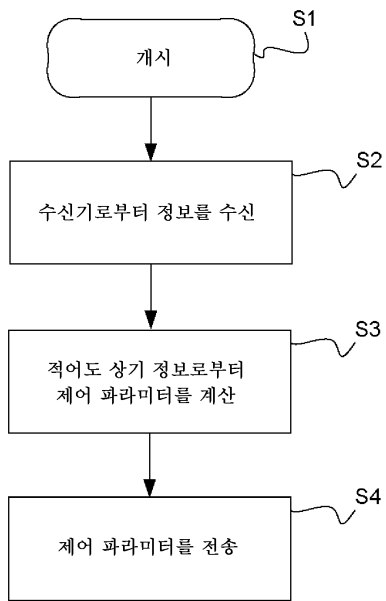 S1
개시
S2
수신기로부터 정보를 수신
S3
적어도 상기 정보로부터
제어 파라미터를 계산
S4
제어 파라미터를 전송